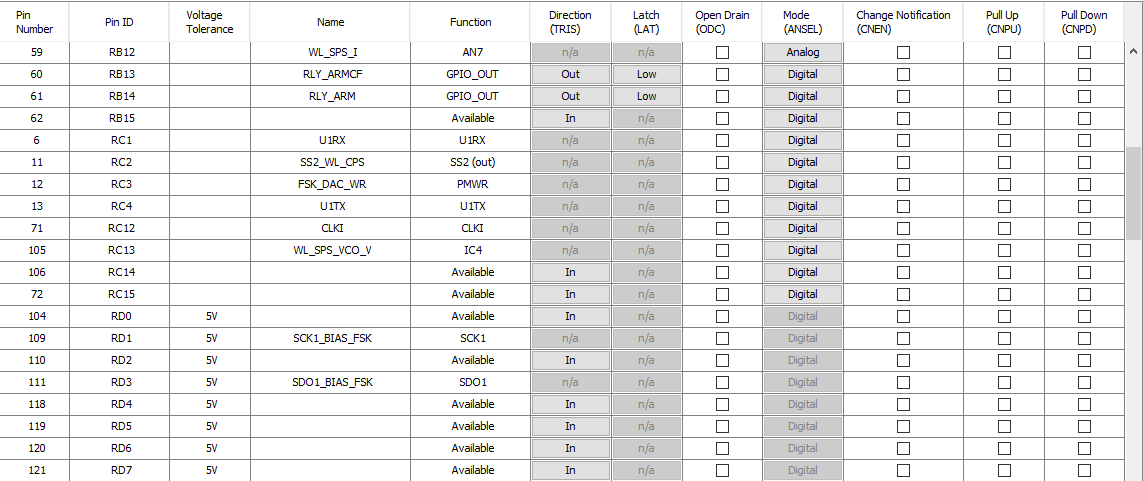 Pin Number Pin ID Voltage Tolerance Name Function Direction (TRIS) Latch (LAT) Open Drain (ODC) Mode (ANSEL) Change Notification (CNEN) Pull Up (CNPU) Pull Down (CNPD)
59 RB12 WL_SPS_I AN7 n/a n/a Analog
60 RB13 RLY_ARMCF GPIO_OUT Out Low Digital
61 RB14 RLY_ARM GPIO_OUT Out Low Digital
62 RB15 Available In n/a Digital
6 RC1 U1RX U1RX n/a n/a Digital
11 RC2 SS2_WL_CPS SS2 (out) n/a n/a Digital
12 RC3 FSK_DAC_WR PMWR n/a n/a Digital
13 RC4 U1TX U1TX n/a n/a Digital
71 RC12 CLKI CLKI n/a n/a Digital
105 RC13 WL_SPS_VCO_V IC4 n/a n/a Digital
106 RC14 Available In n/a Digital
72 RC15 Available In n/a Digital
104 RD0 5V Available In n/a Digital
109 RD1 5V SCK1_BIAS_FSK SCK1 n/a n/a Digital
110 RD2 5V Available In n/a Digital
111 RD3 5V SDO1_BIAS_FSK SDO1 n/a n/a Digital
118 RD4 5V Available In n/a Digital
119 RD5 5V Available In n/a Digital
120 RD6 5V Available In n/a Digital
121 RD7 5V Available In n/a Digital